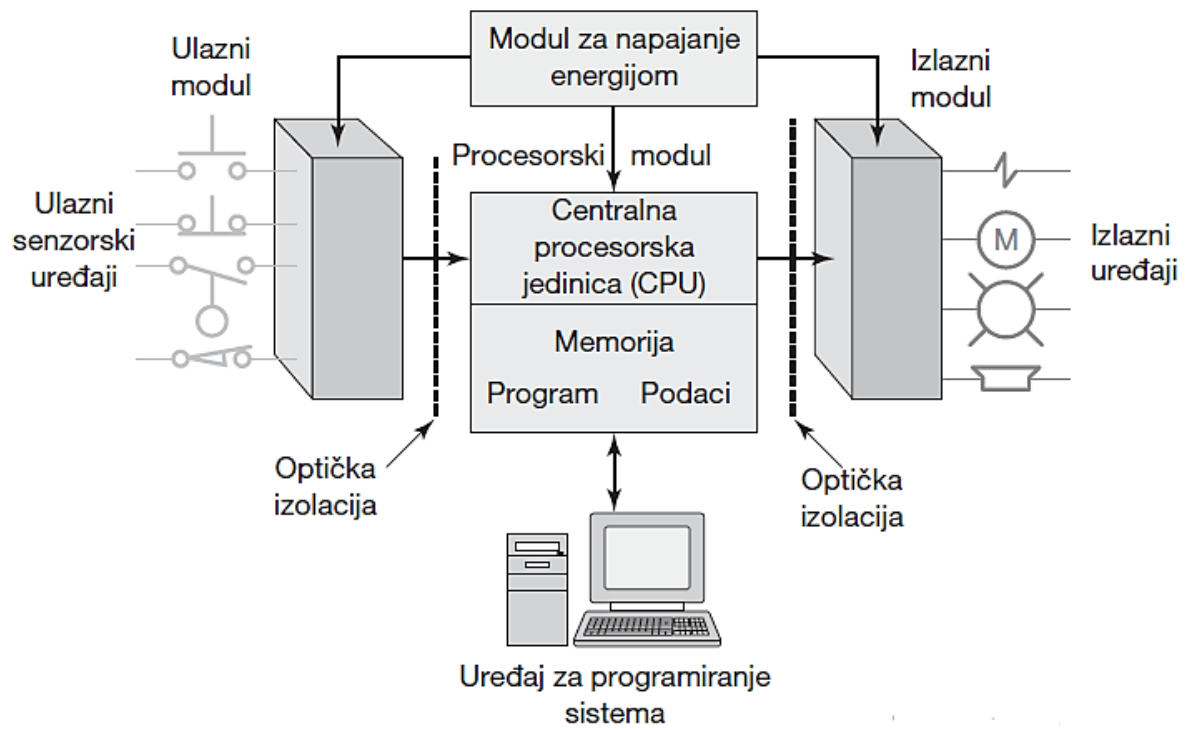 Modul za napajanje
energijom
Ulazni
modul
Izlazni
modul
Procesorski modul
Ulazni
senzorski
uređaji
Centralna
procesorska
jedinica (CPU)
Memorija
Program Podaci
M
Izlazni
uređaji
Optička
izolacija
Optička
izolacija
Uređaj za programiranje
sistema